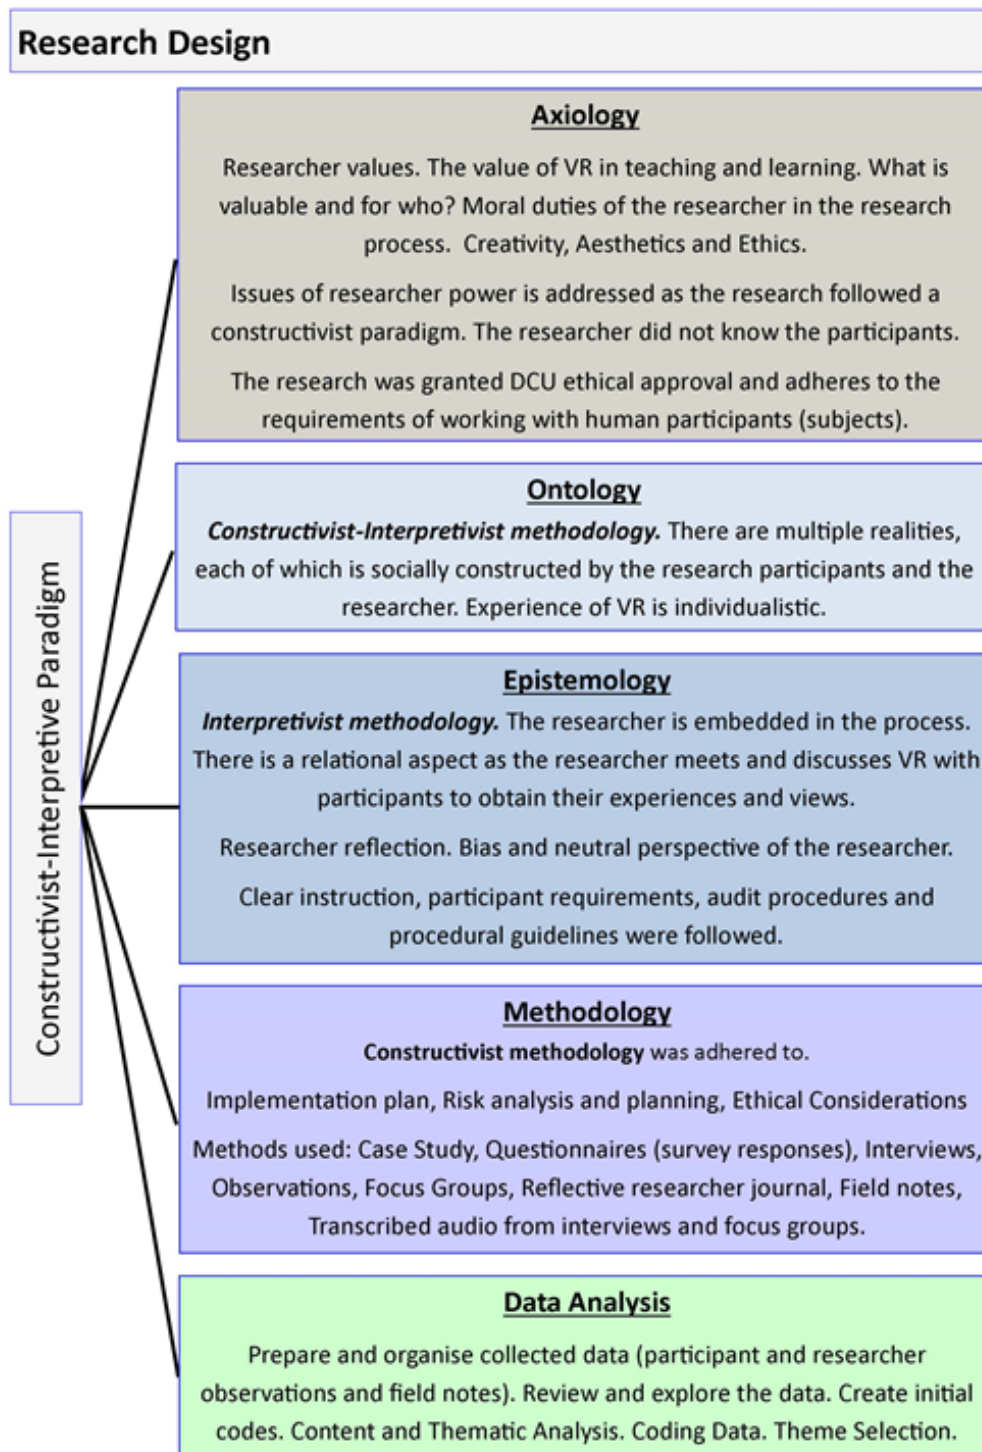 Research Design
Axiology
Researcher values. The value of VR in teaching and learning. What is
valuable and for who? Moral duties of the researcher in the research
process.  Creativity, Aesthetics and Ethics.
Issues of researcher power is addressed as the research followed a
constructivist paradigm. The researcher did not know the participants.
The research was granted DCU ethical approval and adheres to the
requirements of working with human participants (subjects).
Constructivist-Interpretive Paradigm
Ontology
Constructivist-Interpretivist methodology. There are multiple realities,
each of which is socially constructed by the research participants and the
researcher. Experience of VR is individualistic.
Epistemology
Interpretivist methodology. The researcher is embedded in the process.
There is a relational aspect as the researcher meets and discusses VR with
participants to obtain their experiences and views.
Researcher reflection. Bias and neutral perspective of the researcher.
Clear instruction, participant requirements, audit procedures and
procedural guidelines were followed.
Methodology
Constructivist methodology was adhered to.
Implementation plan, Risk analysis and planning, Ethical Considerations
Methods used: Case Study, Questionnaires (survey responses), Interviews,
Observations, Focus Groups, Reflective researcher journal, Field notes,
Transcribed audio from interviews and focus groups.
Data Analysis
Prepare and organise collected data (participant and researcher
observations and field notes). Review and explore the data. Create initial
codes. Content and Thematic Analysis. Coding Data. Theme Selection.